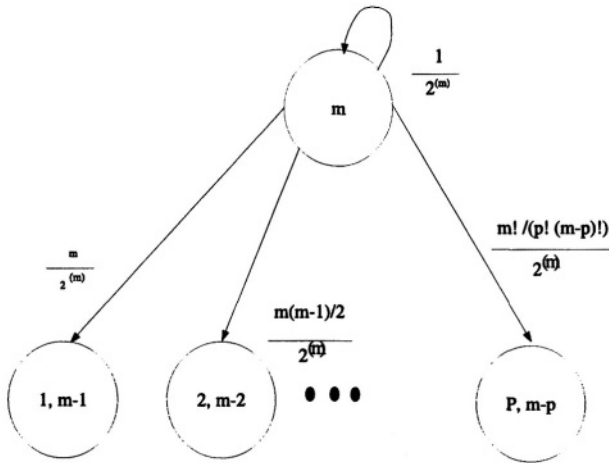 m
1
2(m)
m
2 (m)
m(m-1)/2
2(m)
m! /(p! (m-p)!)
2(m)
1, m-1
2, m-2
P, m-p